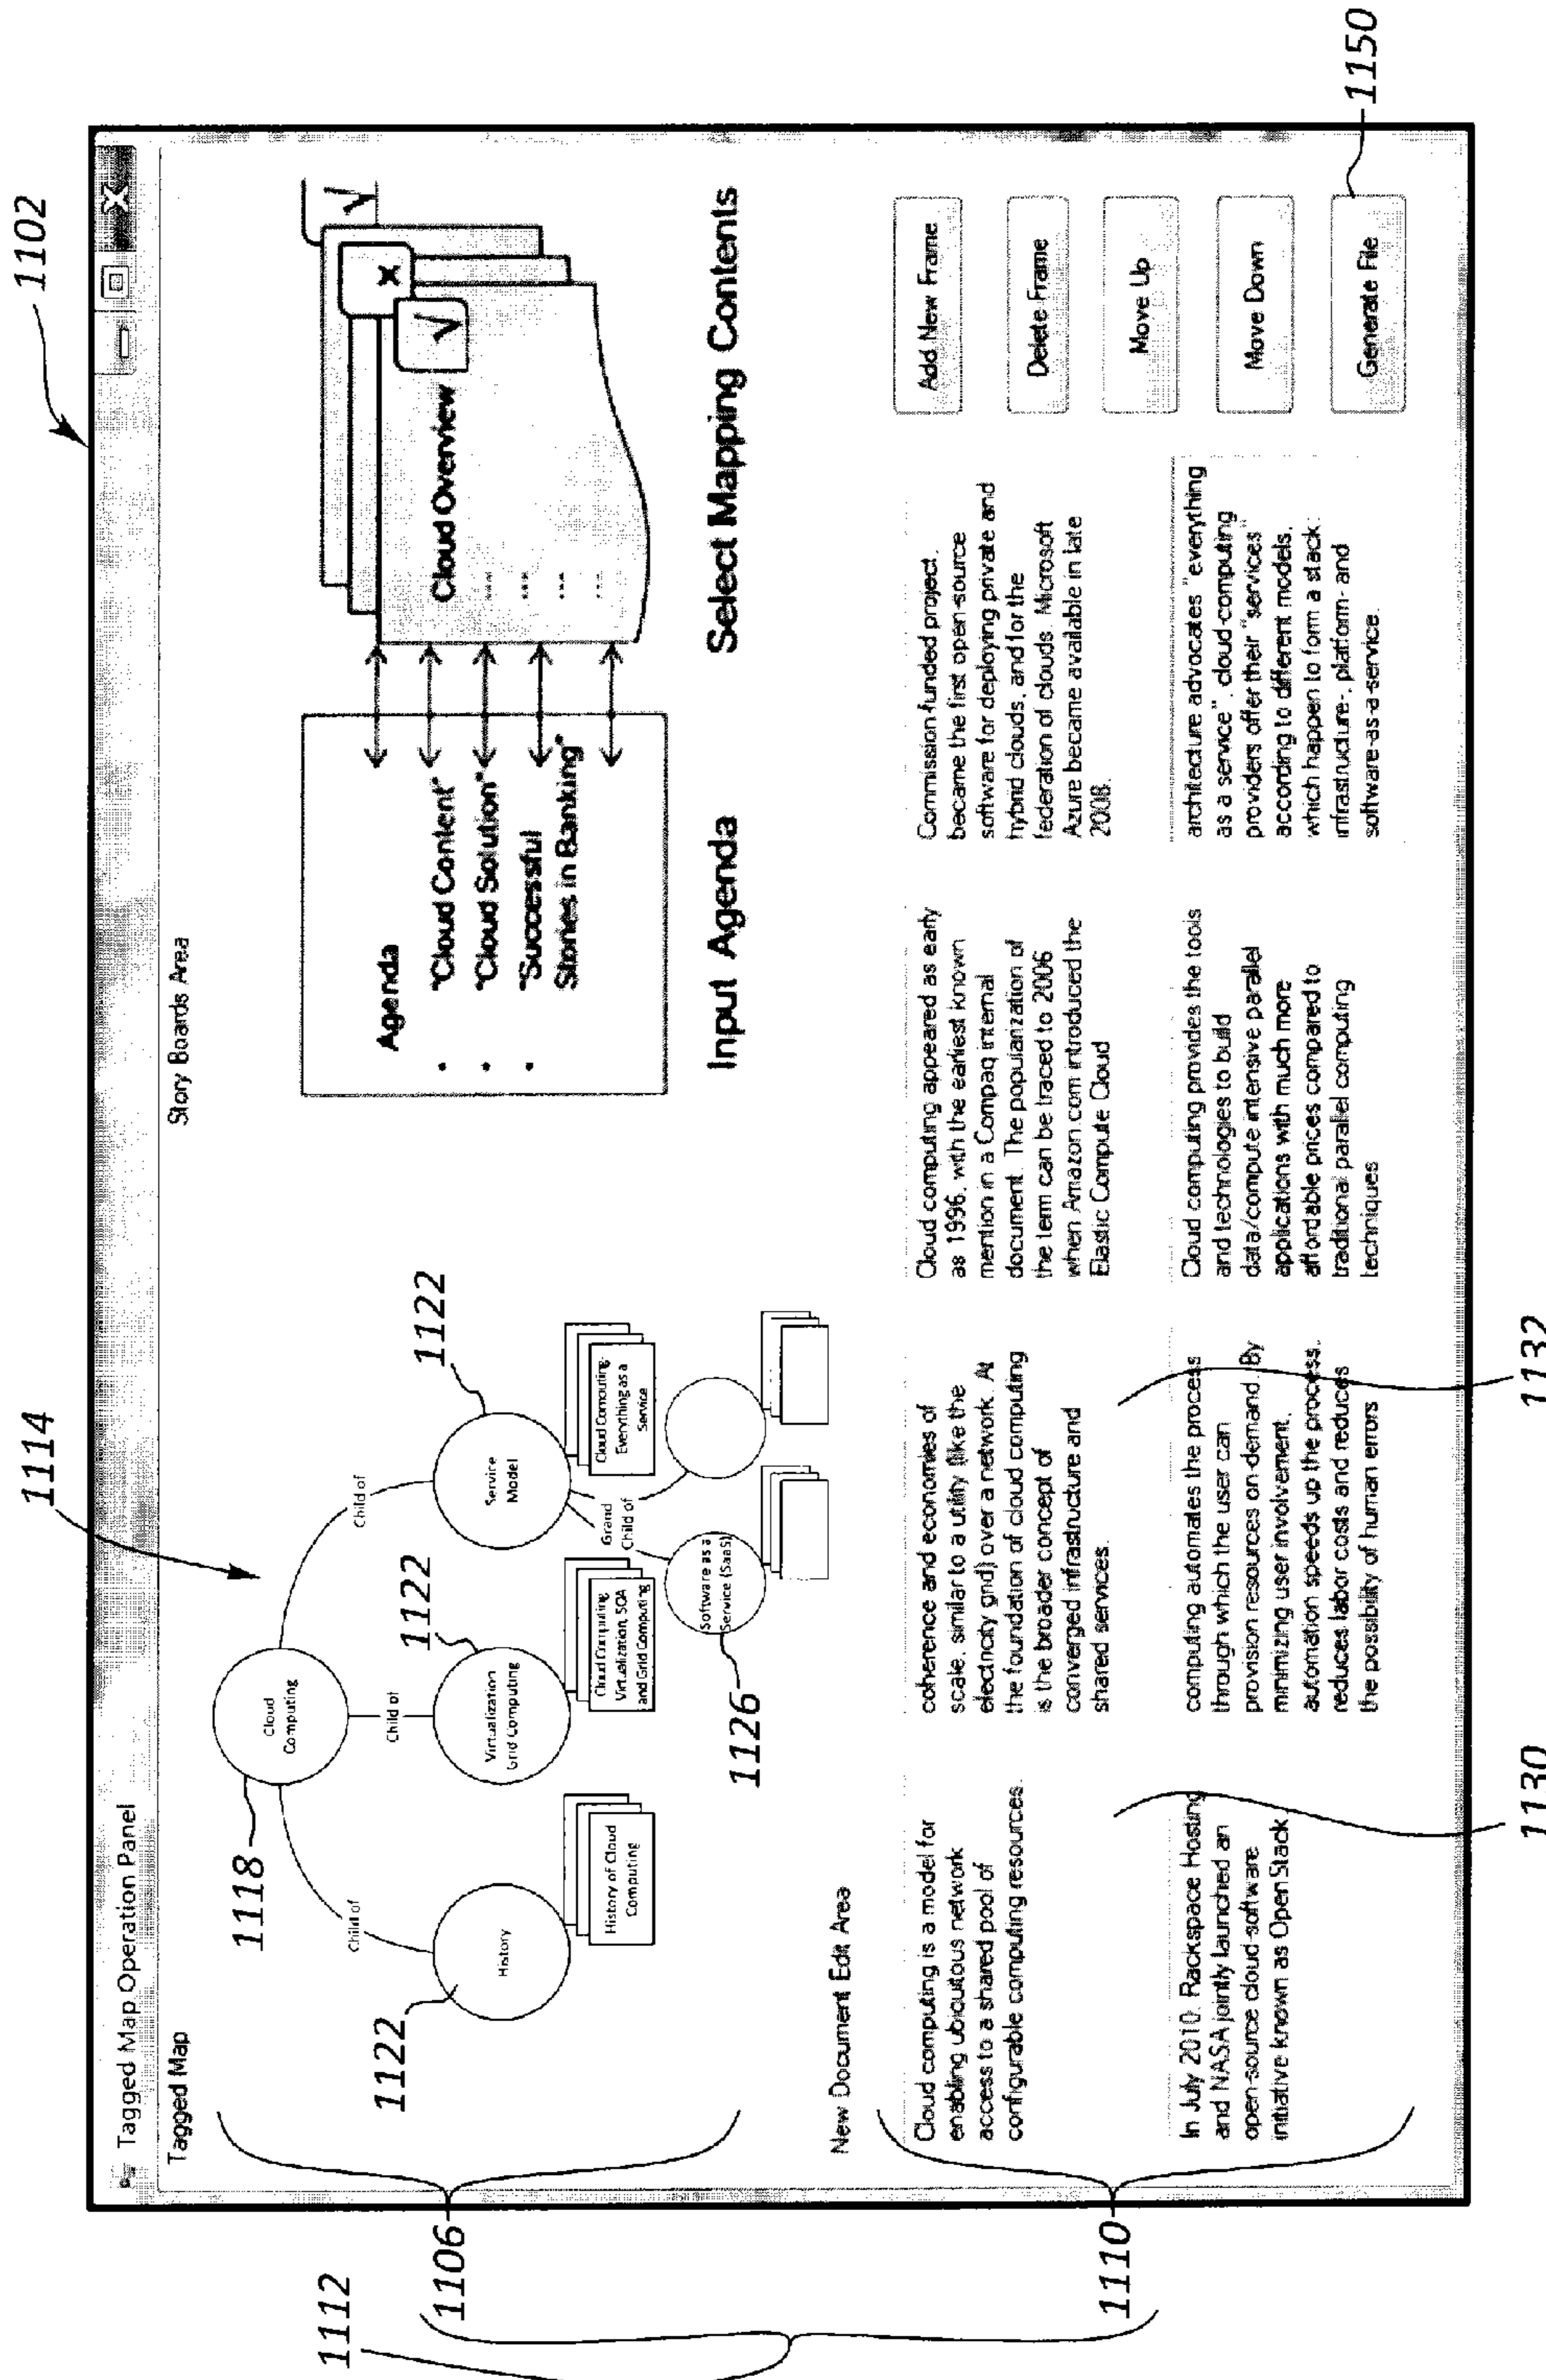 1102
Tagged Map Operation Panel
X
Tagged Map
Story Boards Area
1114
1118
Cloud
Computing
Child of
Child of
Child of
1122
History
1122
Virtualization
Grid Computing
1122
Service
Model
History of Cloud
Computing
Cloud Computing
Virtualization, SOA
and Grid Computing
Cloud Computing-
Everything as a
Service
Grand
Child of
1126
Software as a
Service (SaaS)
1106
1112
Agenda
• "Cloud Content"
• "Cloud Solution"
• "Successful
Stories in Banking"
Input Agenda
X
√
√
Cloud Overview
....
....
....
....
Select Mapping Contents
New Document Edit Area
1110
Cloud computing is a model for
enabling ubiquitous network
access to a shared pool of
configurable computing resources.
coherence and economies of
scale, similar to a utility (like the
electricity grid) over a network. At
the foundation of cloud computing
is the broader concept of
converged infrastructure and
shared services.
Cloud computing appeared as early
as 1996, with the earliest known
mention in a Compaq internal
document. The popularization of
the term can be traced to 2006
when Amazon.com introduced the
Elastic Compute Cloud
Commission-funded project,
became the first open-source
software for deploying private and
hybrid clouds, and for the
federation of clouds. Microsoft
Azure became available in late
2008.
In July 2010, Rackspace Hosting
and NASA jointly launched an
open-source cloud-software
initiative known as OpenStack
computing automates the process
through which the user can
provision resources on-demand. By
minimizing user involvement,
automation speeds up the process,
reduces labor costs and reduces
the possibility of human errors
Cloud computing provides the tools
and technologies to build
data/compute intensive parallel
applications with much more
affordable prices compared to
traditional parallel computing
techniques
architecture advocates "everything
as a service", cloud-computing
providers offer their "services"
according to different models,
which happen to form a stack:
infrastructure-, platform- and
software-as-a-service.
Add New Frame
Delete Frame
Move Up
Move Down
Generate File
1150
1130
1132